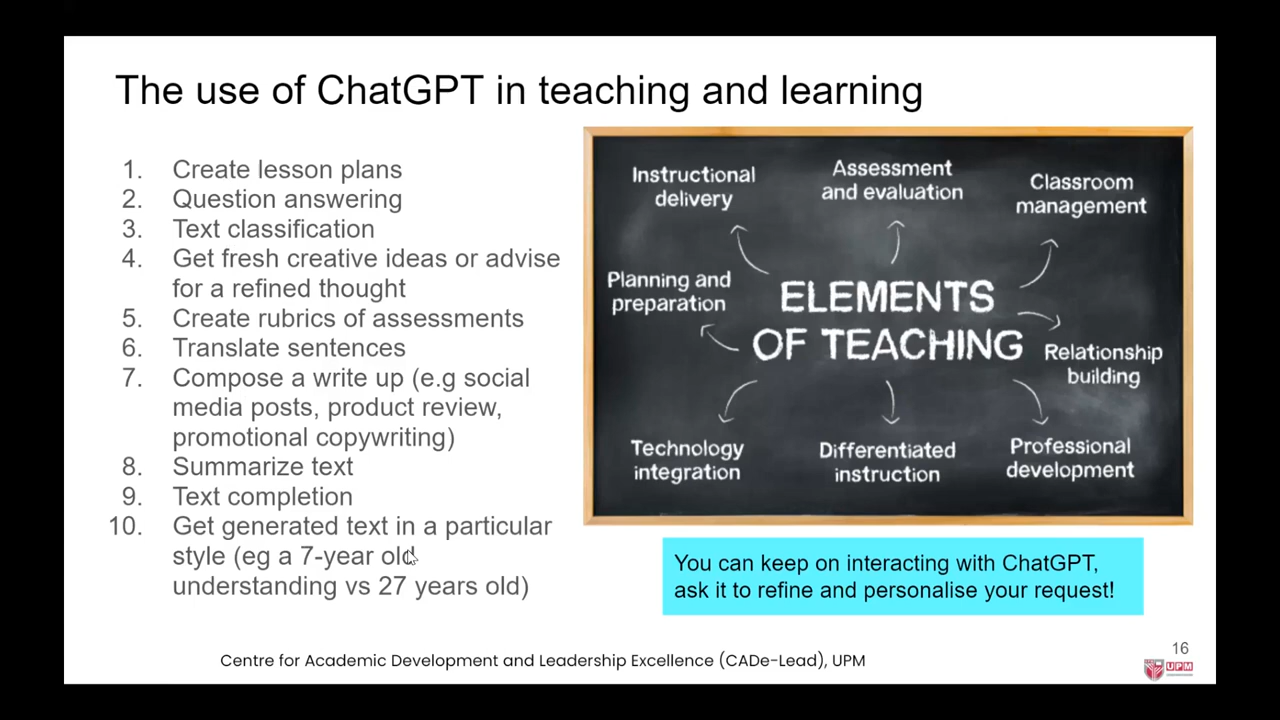 The use of ChatGPT in teaching and learning
1. Create lesson plans
2. Question answering
3. Text classification
4. Get fresh creative ideas or advise
for a refined thought
5. Create rubrics of assessments
6. Translate sentences
7. Compose a write up (e.g social
media posts, product review,
promotional copywriting)
8. Summarize text
9. Text completion
10. Get generated text in a particular
style (eg a 7-year old
understanding vs 27 years old)
Instructional
delivery
Assessment
and evaluation
Classroom
management
Planning and
preparation
ELEMENTS
OF TEACHING
Relationship
building
Technology
integration
Differentiated
instruction
Professional
development
You can keep on interacting with ChatGPT,
ask it to refine and personalise your request!
Centre for Academic Development and Leadership Excellence (CADe-Lead), UPM
16
UPM